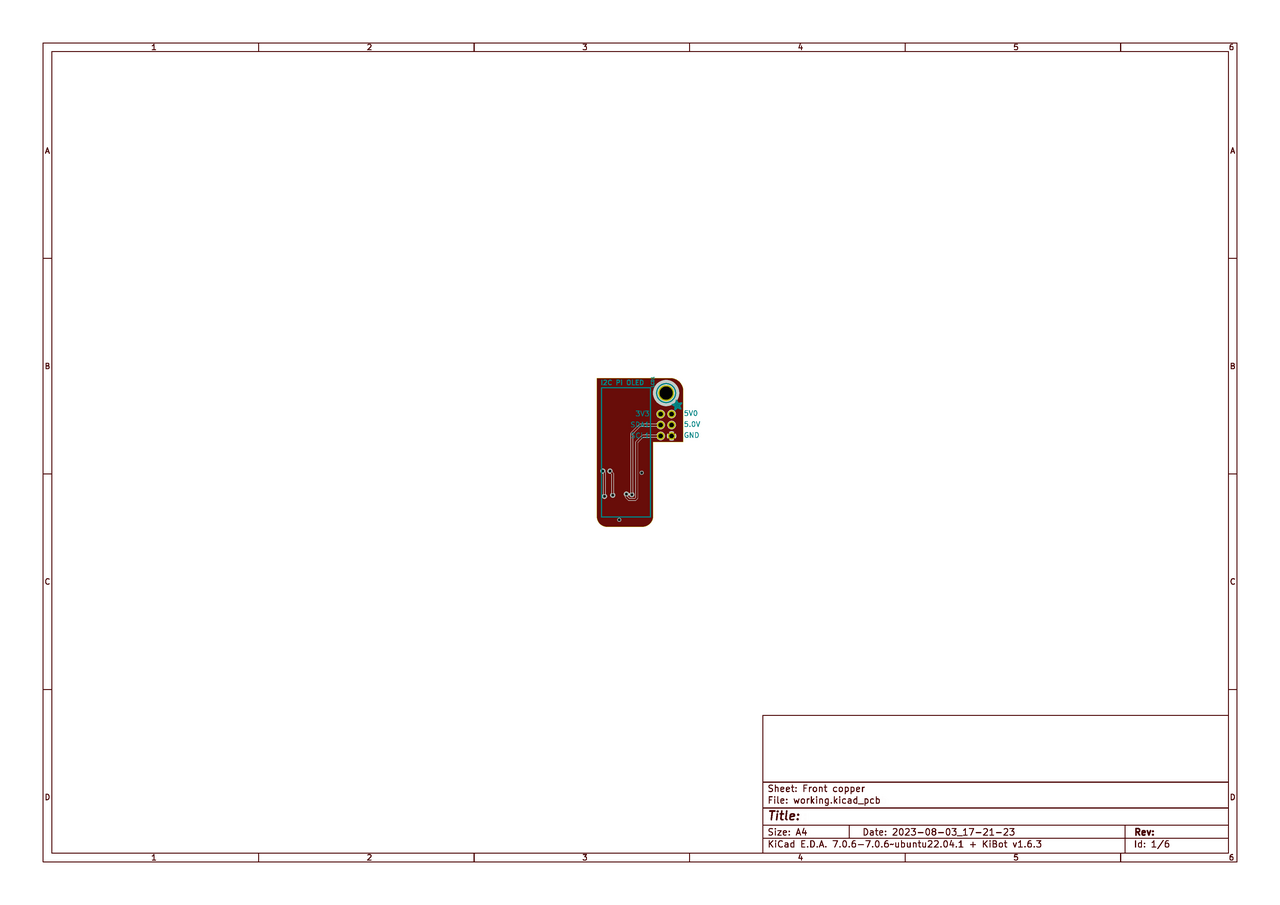 1 2 3 4 5 6
A A
B B
I2C PI OLED
3V3 5V0
5.0V
GND
C C
D D
Sheet: Front copper
File: working.kicad_pcb
Title:
Size: A4 Date: 2023-08-03_17-21-23 Rev:
KiCad E.D.A. 7.0.6-7.0.6~ubuntu22.04.1 + KiBot v1.6.3 Id: 1/6
1 2 3 4 5 6